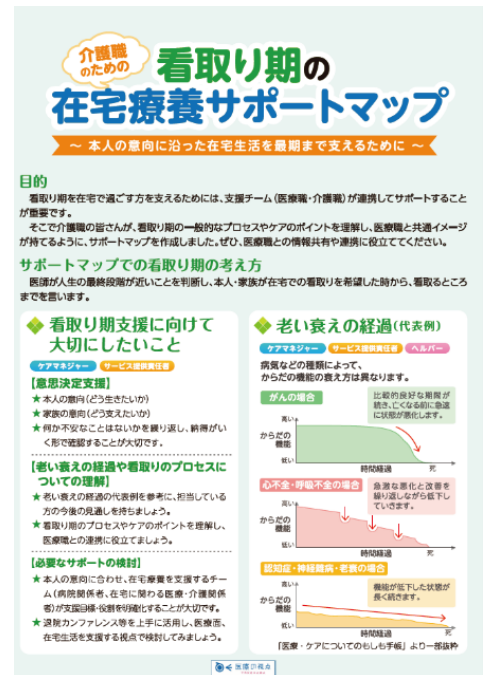 介護職
のための
看取り期の
在宅療養サポートマップ
～ 本人の意向に沿った在宅生活を最期まで支えるために ～
目的
看取り期を在宅で過ごす方を支えるためには、支援チーム(医療職・介護職)が連携してサポートすること
が重要です。
そこで介護職の皆さんが、看取り期の一般的なプロセスやケアのポイントを理解し、医療職と共通イメージ
が持てるように、サポートマップを作成しました。ぜひ、医療職との情報共有や連携に役立ててください。
サポートマップでの看取り期の考え方
医師が人生の最終段階が近いことを判断し、本人・家族が在宅での看取りを希望した時から、看取るところ
までを言います。
看取り期支援に向けて
大切にしたいこと
ケアマネジャー サービス提供責任者
【意思決定支援】
★本人の意向(どう生きたいか)
★家族の意向(どう支えたいか)
★何か不安なことはないかを繰り返し、納得がい
く形で確認することが大切です。
【老い衰えの経過や看取りのプロセスに
ついての理解】
★老い衰えの経過の代表例を参考に、担当している
方の今後の見通しを持ちましょう。
★看取り期のプロセスやケアのポイントを理解し、
医療職との連携に役立てましょう。
【必要なサポートの検討】
★本人の意向に合わせ、在宅療養を支援するチー
ム(病院関係者、在宅に関わる医療・介護関係
者)が支援目標・役割を明確化することが大切です。
★退院カンファレンス等を上手に活用し、医療面、
在宅生活を支援する視点で検討してみましょう。
老い衰えの経過(代表例)
ケアマネジャー サービス提供責任者 ヘルパー
病気などの種類によって、
からだの機能の衰え方は異なります。
がんの場合
比較的良好な期間が
続き、亡くなる前に急速
に状態が悪化します。
高い
からだの
機能
低い
時間経過 死
心不全・呼吸不全の場合
急激な悪化と改善を
繰り返しながら低下し
ていきます。
高い
からだの
機能
低い
時間経過 死
認知症・神経難病・老衰の場合
機能が低下した状態が
長く続きます。
高い
からだの
機能
低い
時間経過 死
「医療・ケアについてのもしも手帳」より一部抜粋